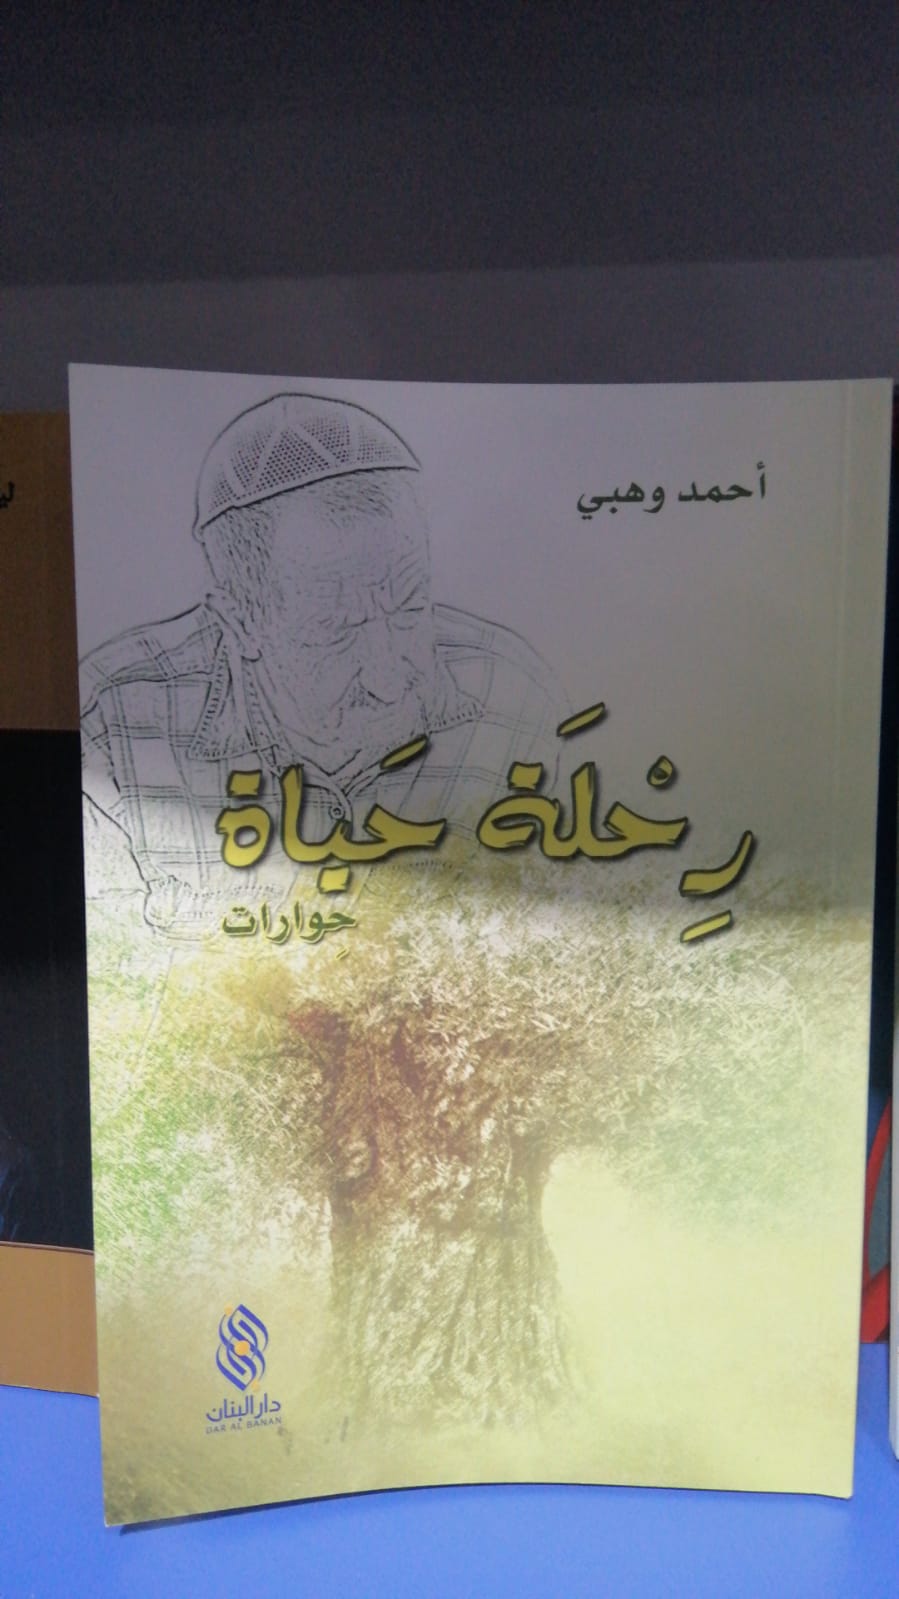 أحمد وهبي
رِحْلَة حَياة
حِوارات
دار البنان
DAR AL BANAN